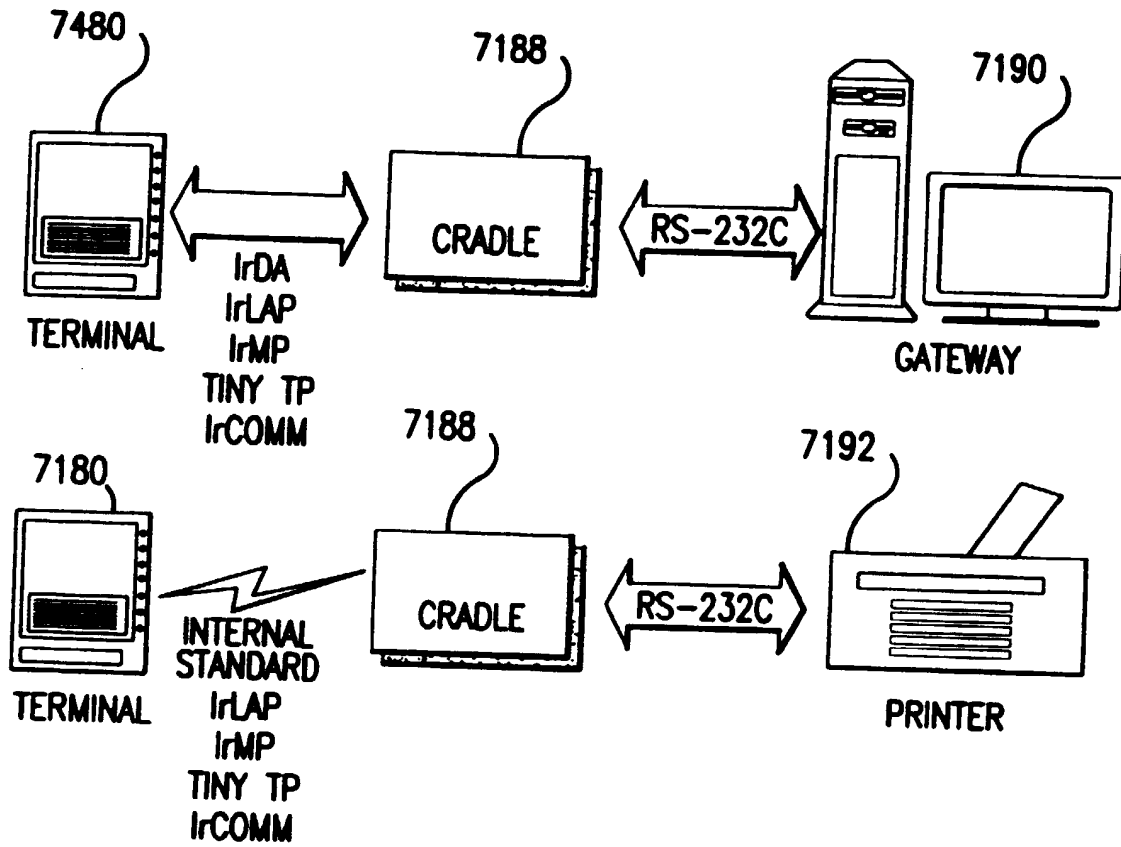 7480
7188
7190
CRADLE
RS-232C
IrDA
IrLAP
IrMP
TINY TP
IrCOMM
TERMINAL
GATEWAY
7180
7188
7192
CRADLE
RS-232C
INTERNAL
STANDARD
IrLAP
IrMP
TINY TP
IrCOMM
TERMINAL
PRINTER